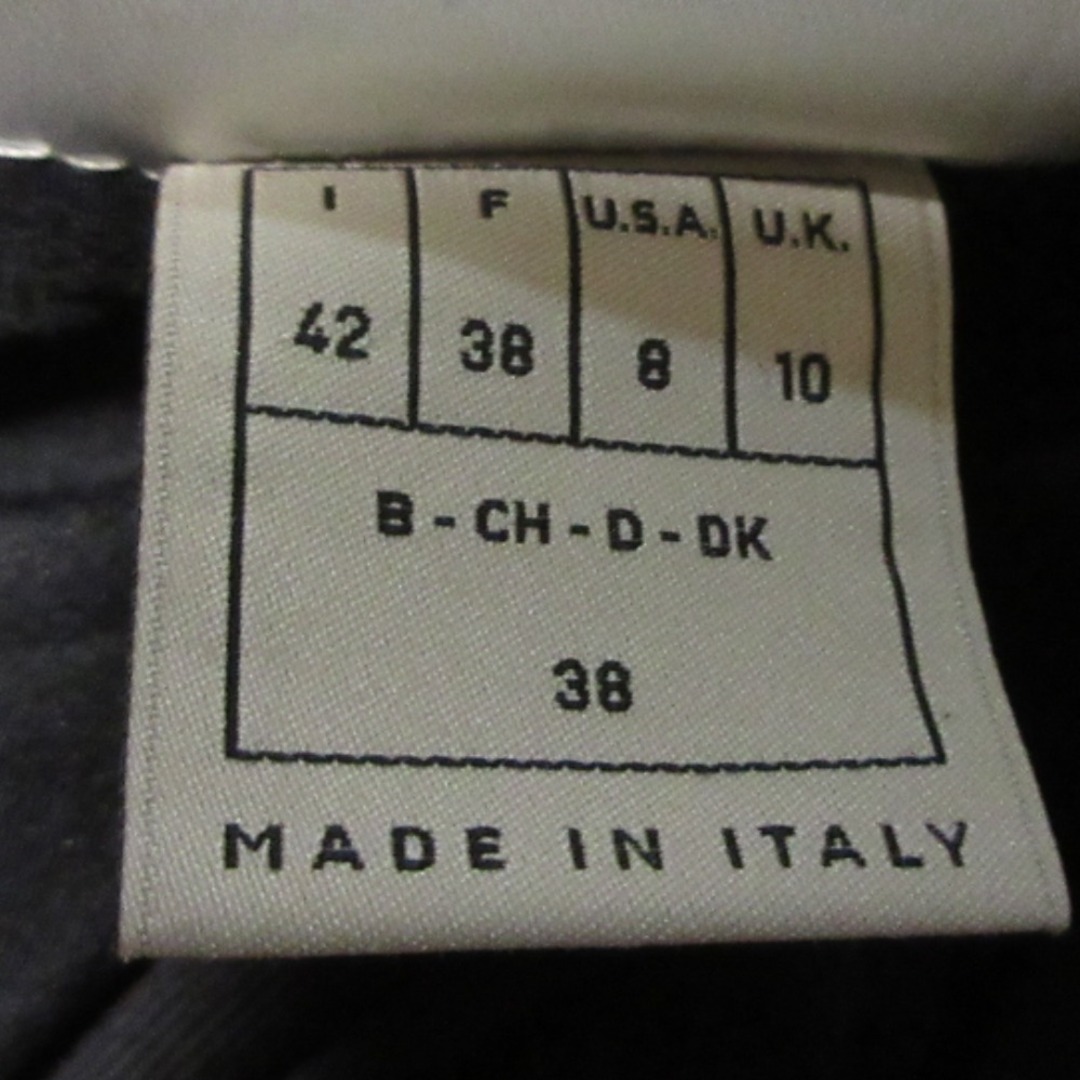 I F U.S.A. U.K.
42 38 8 10
B - CH - D - DK
38
MADE IN ITALY